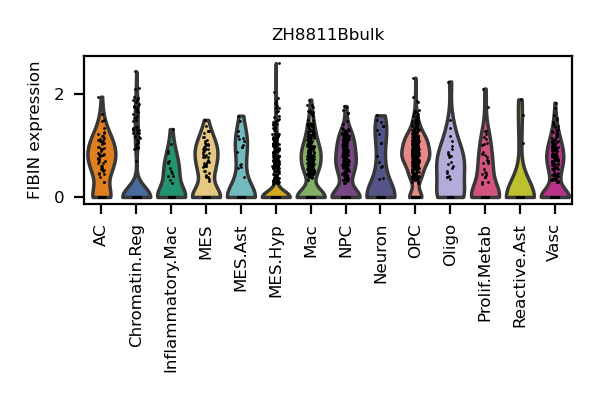 ZH8811Bbulk
FIBIN expression
2
0
AC
Chromatin.Reg
Inflammatory.Mac
MES
MES.Ast
MES.Hyp
Mac
NPC
Neuron
OPC
Oligo
Prolif.Metab
Reactive.Ast
Vasc